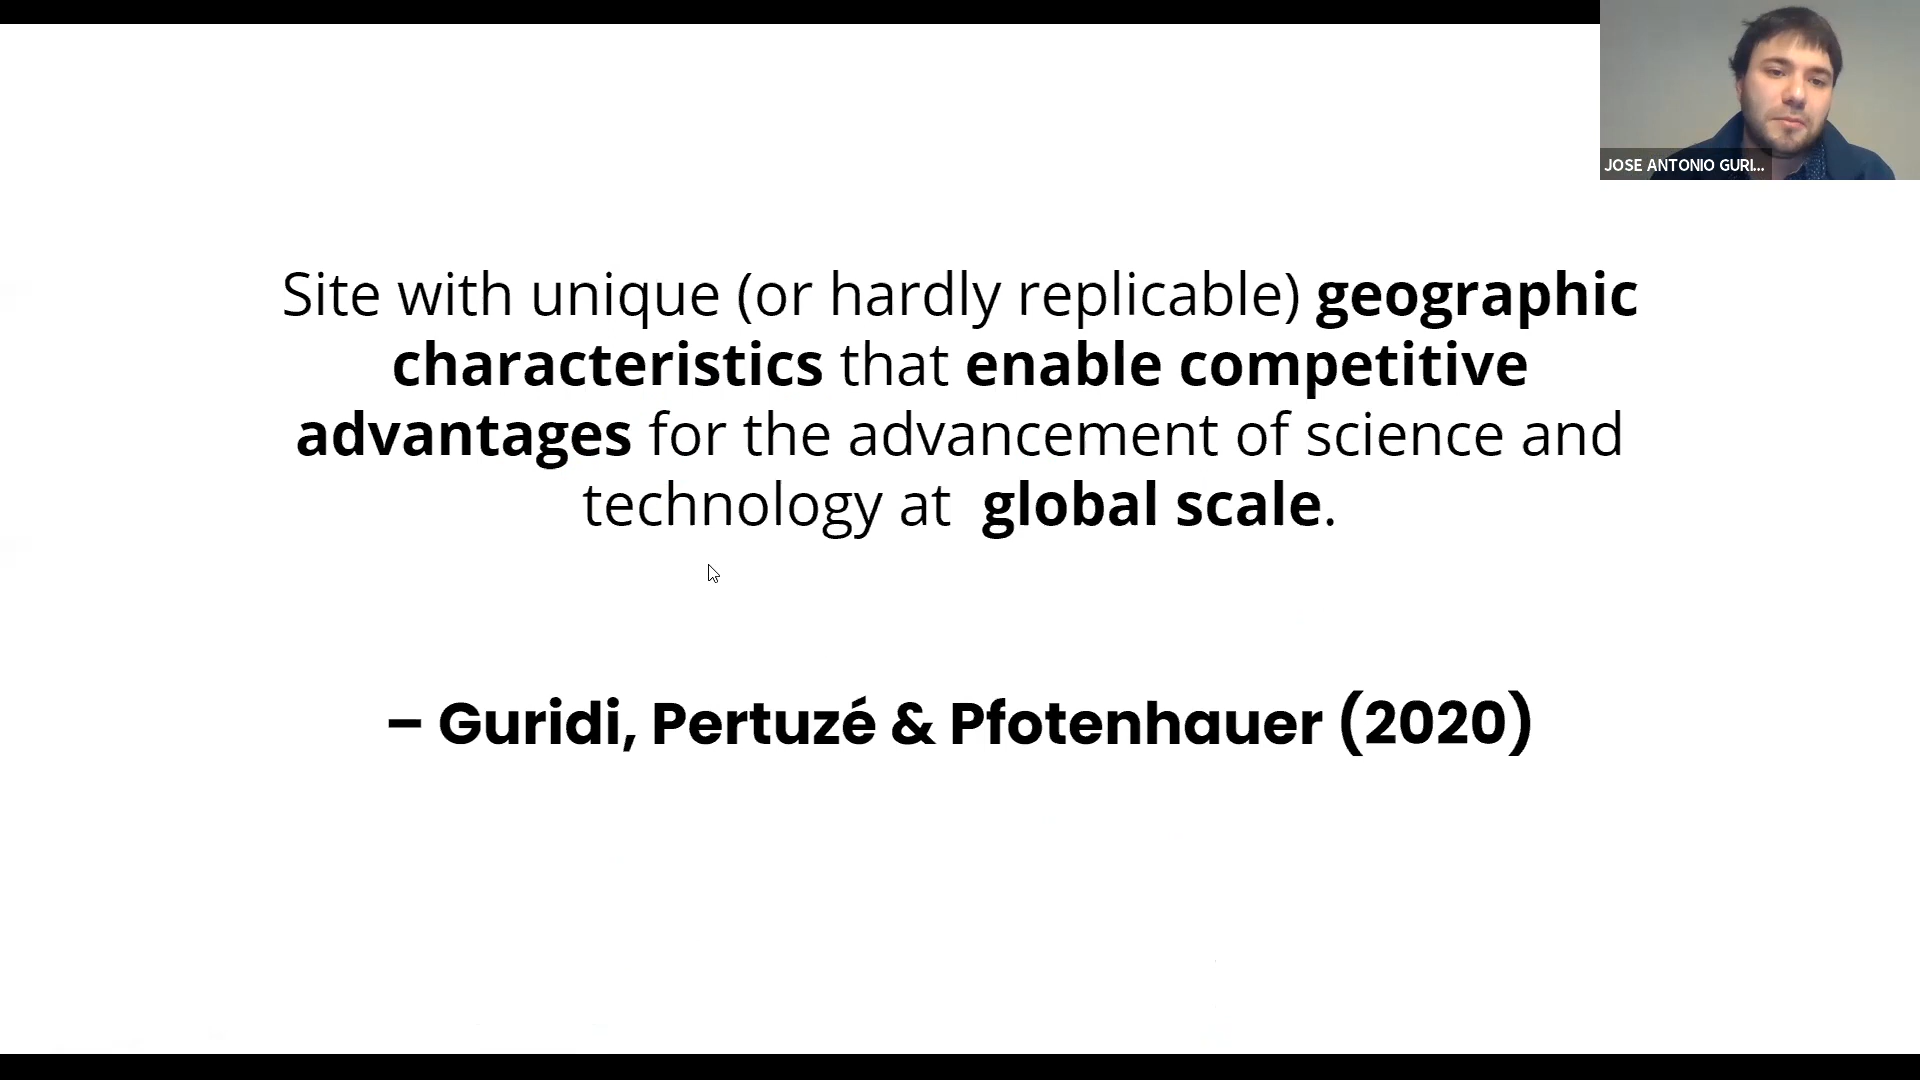 JOSE ANTONIO GURI...
Site with unique (or hardly replicable) geographic
characteristics that enable competitive
advantages for the advancement of science and
technology at  global scale.
– Guridi, Pertuzé & Pfotenhauer (2020)